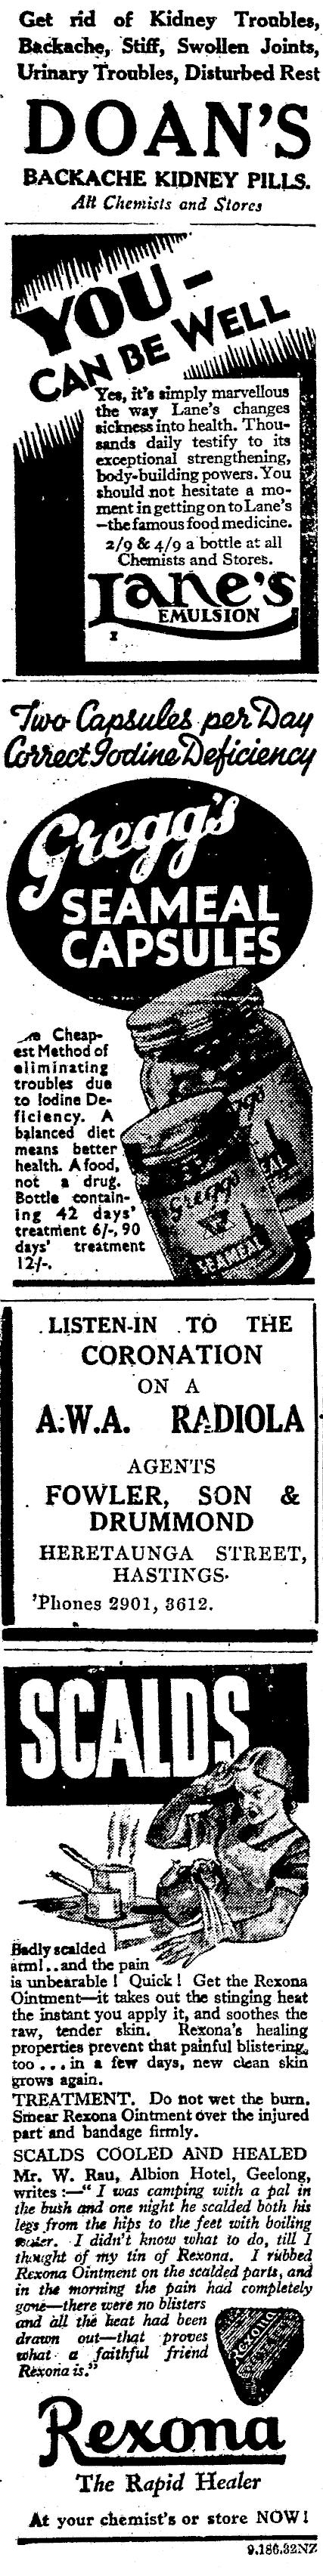 Get rid of Kidney Troubles,
Backache, Stiff, Swollen Joints,
Urinary Troubles, Disturbed Rest
DOAN'S
BACKACHE KIDNEY PILLS.
All Chemists and Stores
YOU—
CAN BE WELL
Yes, it's simply marvellous
the way Lane's changes
sickness into health. Thou-
sands daily testify to its
exceptional strengthening,
body-building powers. You
should not hesitate a mo-
ment in getting on to Lane's
—the famous food medicine.
2/9 & 4/9 a bottle at all
Chemists and Stores.
Lane's
EMULSION
1
Two Capsules per Day
Correct Iodine Deficiency
Gregg's
SEAMEAL
CAPSULES
Cheap-
est Method of
eliminating
troubles due
to Iodine De-
ficiency. A
balanced diet
means better
health. A food,
not a drug.
Bottle contain-
ing 42 days'
treatment 6/-, 90
days' treatment
12/-.
Gregg's
SEAMEAL
LISTEN-IN TO THE
CORONATION
ON A
A.W.A. RADIOLA
AGENTS
FOWLER, SON &
DRUMMOND
HERETAUNGA STREET,
HASTINGS.
'Phones 2901, 3612.
SCALDS
Badly scalded
arm!..and the pain
is unbearable! Quick! Get the Rexona
Ointment—it takes out the stinging heat
the instant you apply it, and soothes the
raw, tender skin. Rexona's healing
properties prevent that painful blistering,
too ... in a few days, new clean skin
grows again.
TREATMENT. Do not wet the burn.
Smear Rexona Ointment over the injured
part and bandage firmly.
SCALDS COOLED AND HEALED
Mr. W. Rau, Albion Hotel, Geelong,
writes:—"I was camping with a pal in
the bush and one night he scalded both his
legs from the hips to the feet with boiling
water. I didn't know what to do, till I
thought of my tin of Rexona. I rubbed
Rexona Ointment on the scalded parts, and
in the morning the pain had completely
gone—there were no blisters
and all the heat had been
drawn out—that proves
what a faithful friend
Rexona is."
Rexona
Rexona
The Rapid Healer
At your chemist's or store NOW!
9.186.32NZ